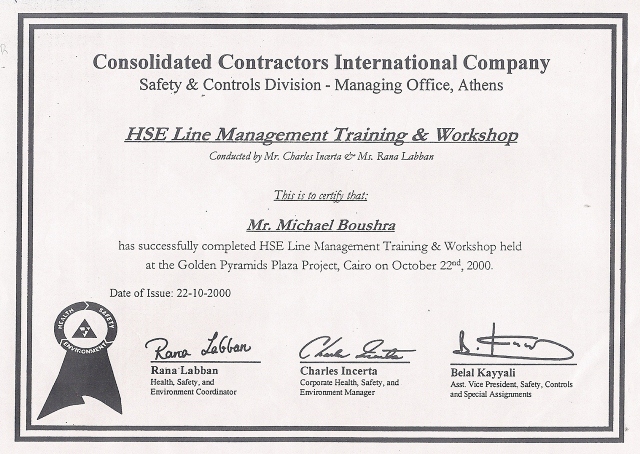 Consolidated Contractors International Company
Safety & Controls Division - Managing Office, Athens
HSE Line Management Training & Workshop
Conducted by Mr. Charles Incerta & Ms. Rana Labban
This is to certify that:
Mr. Michael Boushra
has successfully completed HSE Line Management Training & Workshop held
at the Golden Pyramids Plaza Project, Cairo on October 22nd, 2000.
Date of Issue: 22-10-2000
HEALTH SAFETY ENVIRONMENT
Rana Labban
Rana Labban
Health, Safety, and
Environment Coordinator
Charles Incerta
Charles Incerta
Corporate Health, Safety, and
Environment Manager
Belal Kayyali
Asst. Vice President, Safety, Controls
and Special Assignments